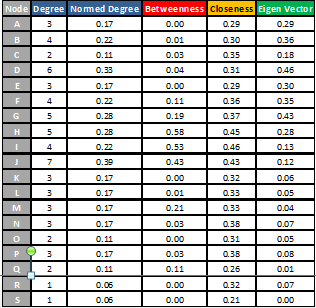 Node Degree Normed Degree Betweenness Closeness Eigen Vector
A 3 0.17 0.00 0.29 0.29
B 4 0.22 0.01 0.30 0.36
C 2 0.11 0.03 0.35 0.18
D 6 0.33 0.04 0.31 0.46
E 3 0.17 0.00 0.29 0.30
F 4 0.22 0.11 0.36 0.35
G 5 0.28 0.19 0.37 0.43
H 5 0.28 0.58 0.45 0.28
I 4 0.22 0.53 0.46 0.13
J 7 0.39 0.43 0.43 0.12
K 3 0.17 0.00 0.32 0.06
L 3 0.17 0.01 0.33 0.05
M 3 0.17 0.21 0.33 0.04
N 3 0.17 0.03 0.38 0.07
O 2 0.11 0.00 0.31 0.05
P 3 0.17 0.03 0.38 0.08
Q 2 0.11 0.11 0.26 0.01
R 1 0.06 0.00 0.32 0.07
S 1 0.06 0.00 0.21 0.00